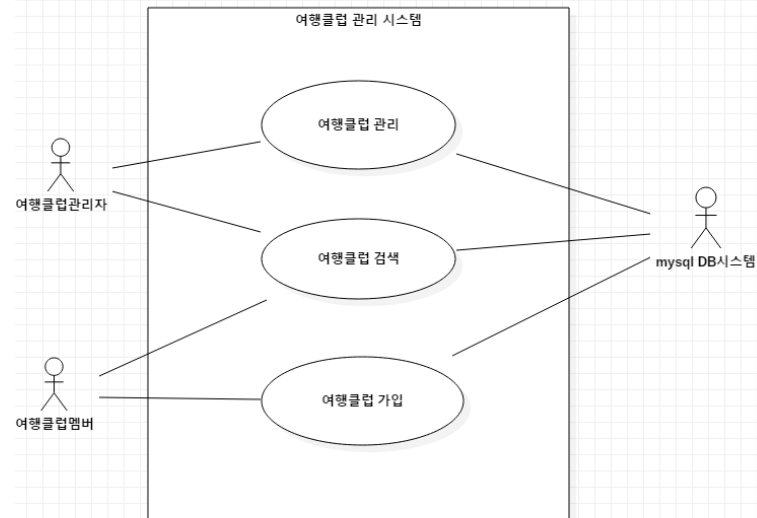 여행클럽 관리 시스템
여행클럽 관리
여행클럽관리자
여행클럽 검색
mysql DB시스템
여행클럽 가입
여행클럽멤버